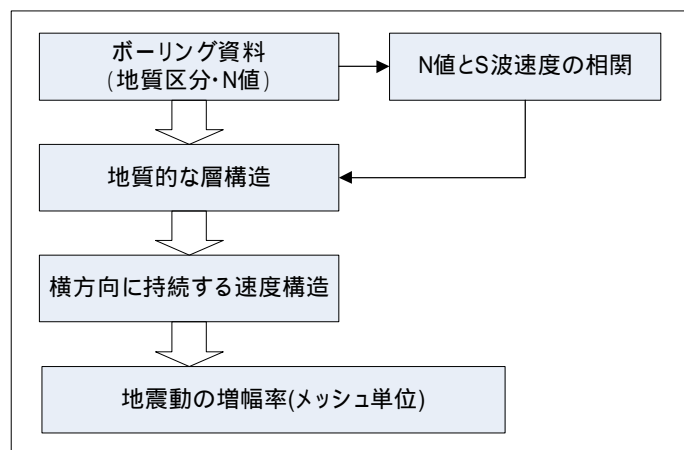 ボーリング資料
(地質区分・N値)
N値とS波速度の相関
地質的な層構造
横方向に持続する速度構造
地震動の増幅率(メッシュ単位)